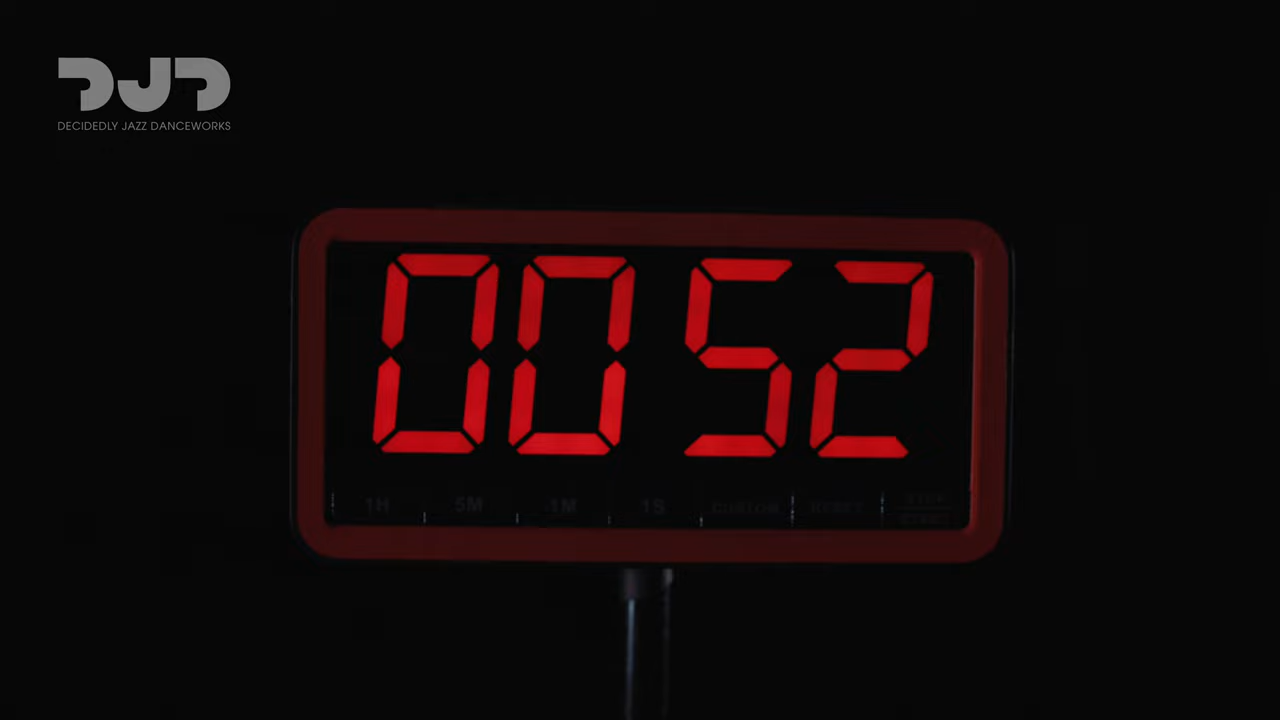 DJD
DECIDEDLY JAZZ DANCEWORKS
00 52
1H 5M 1M 1S CUSTOM RESET